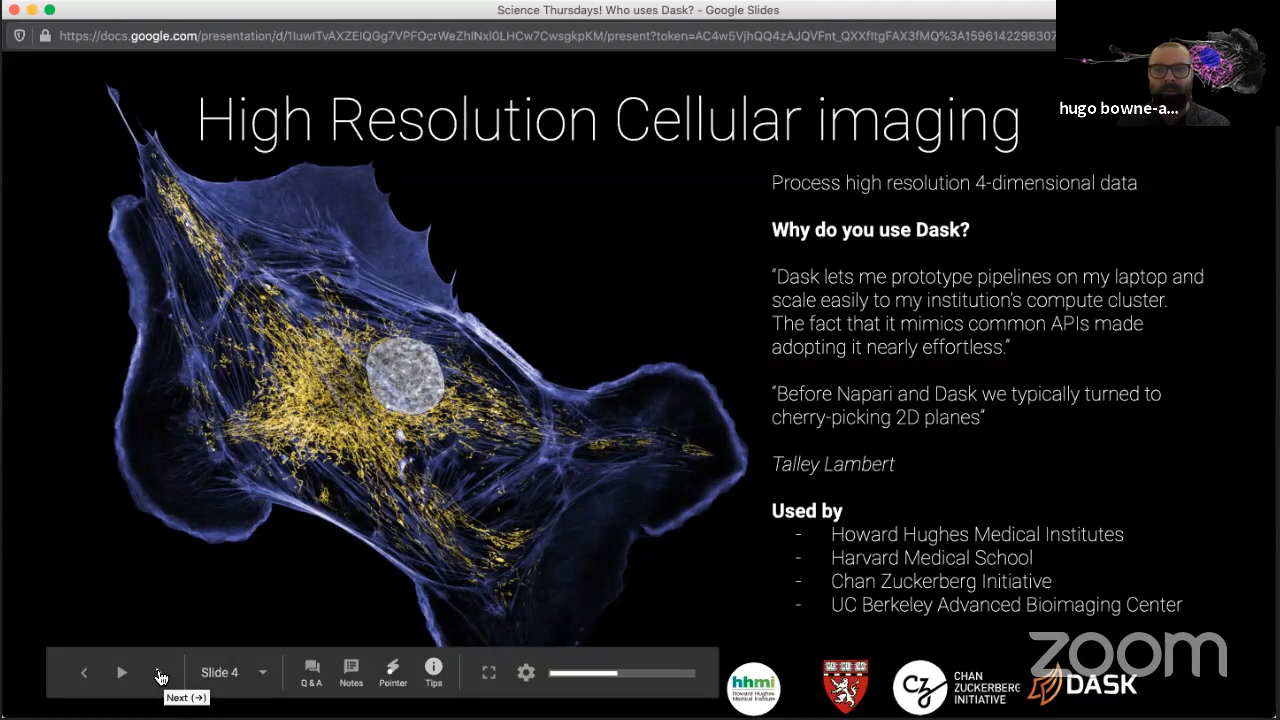 Science Thursdays! Who uses Dask? - Google Slides
hugo bowne-a...
High Resolution Cellular imaging
Process high resolution 4-dimensional data
Why do you use Dask?
“Dask lets me prototype pipelines on my laptop and
scale easily to my institution’s compute cluster.
The fact that it mimics common APIs made
adopting it nearly effortless.”
“Before Napari and Dask we typically turned to
cherry-picking 2D planes“
Talley Lambert
Used by
- Howard Hughes Medical Institutes
- Harvard Medical School
- Chan Zuckerberg Initiative
- UC Berkeley Advanced Bioimaging Center
zoom
Slide 4
Q & A
Notes
Pointer
Tips
Next (→)
hhmi
Howard Hughes
Medical Institute
CZ
CHAN
ZUCKERBERG
INITIATIVE
DASK